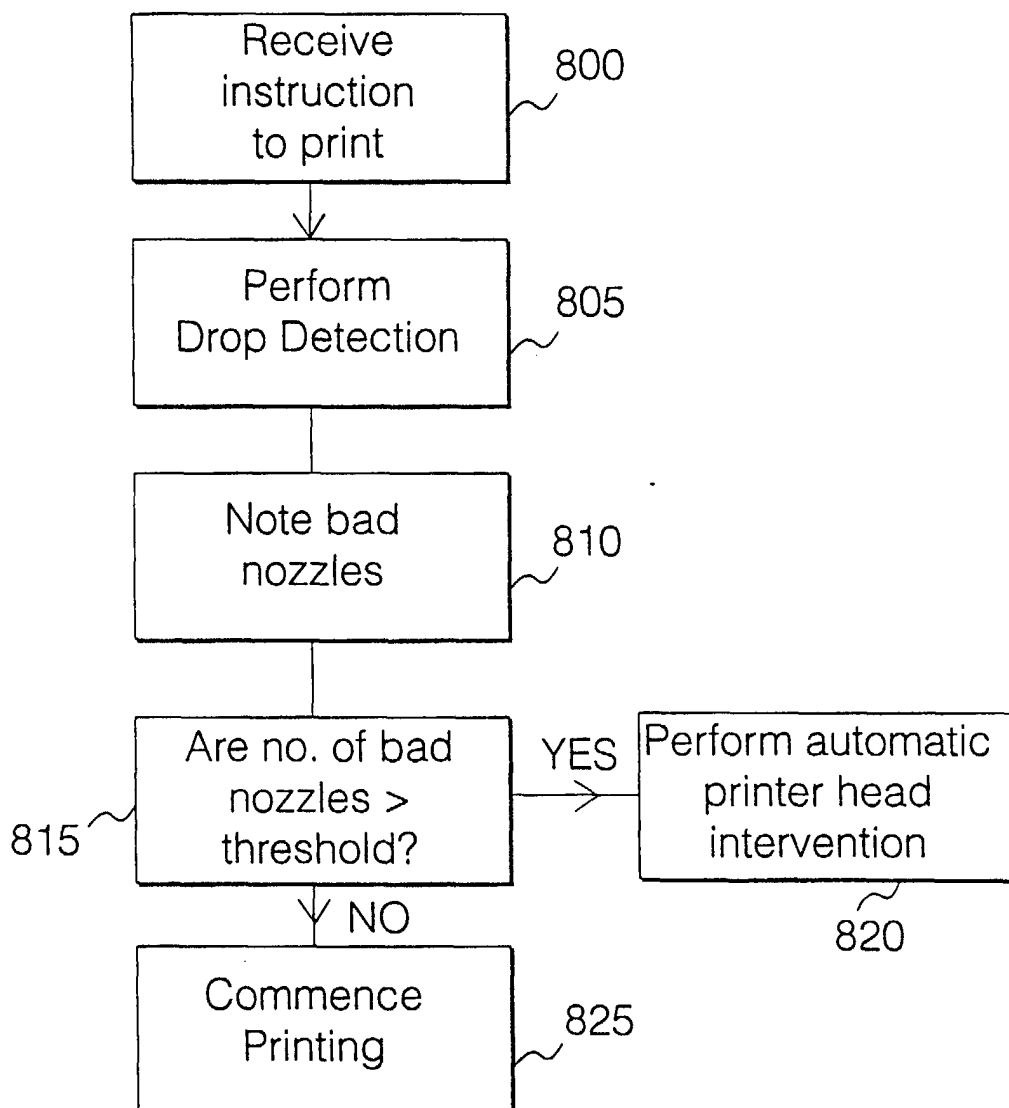 Receive
instruction
to print
800
Perform
Drop Detection
805
Note bad
nozzles
810
Are no. of bad
nozzles >
threshold?
815
YES
Perform automatic
printer head
intervention
820
NO
Commence
Printing
825